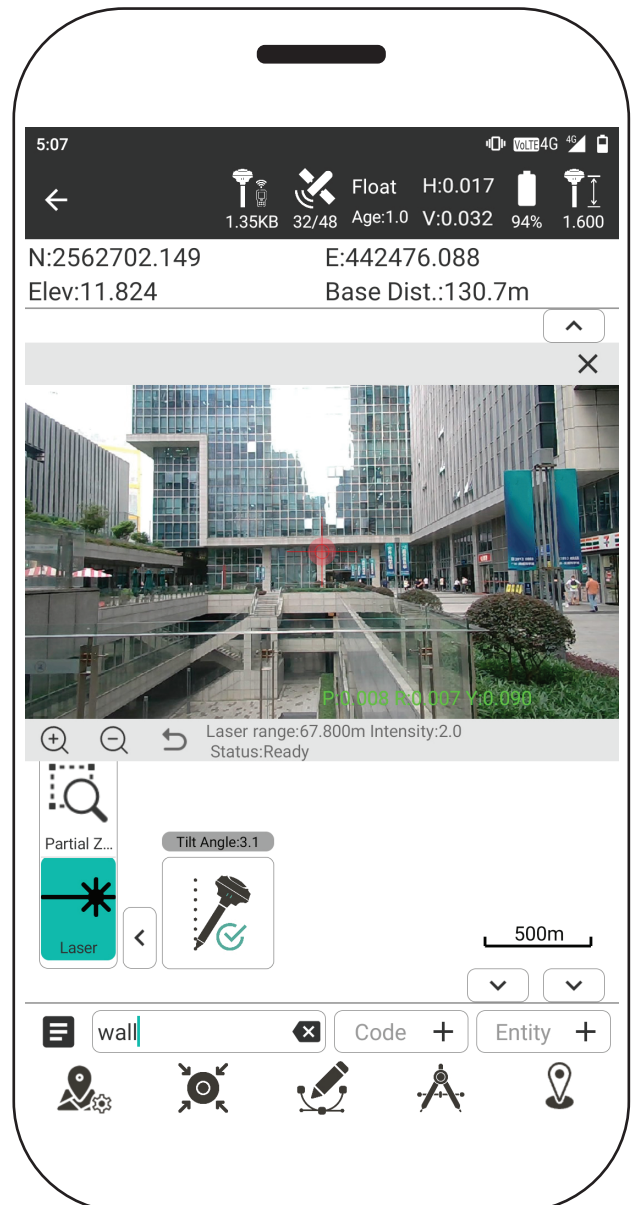 5:07
VoLTE 4G 4G
Float H:0.017
1.35KB 32/48 Age:1.0 V:0.032 94% 1.600
N:2562702.149 E:442476.088
Elev:11.824 Base Dist.:130.7m
P:0.008 R:0.007 Y:0.090
Laser range:67.800m Intensity:2.0
Status:Ready
Partial Z...
Tilt Angle:3.1
Laser
500m
wall Code + Entity +